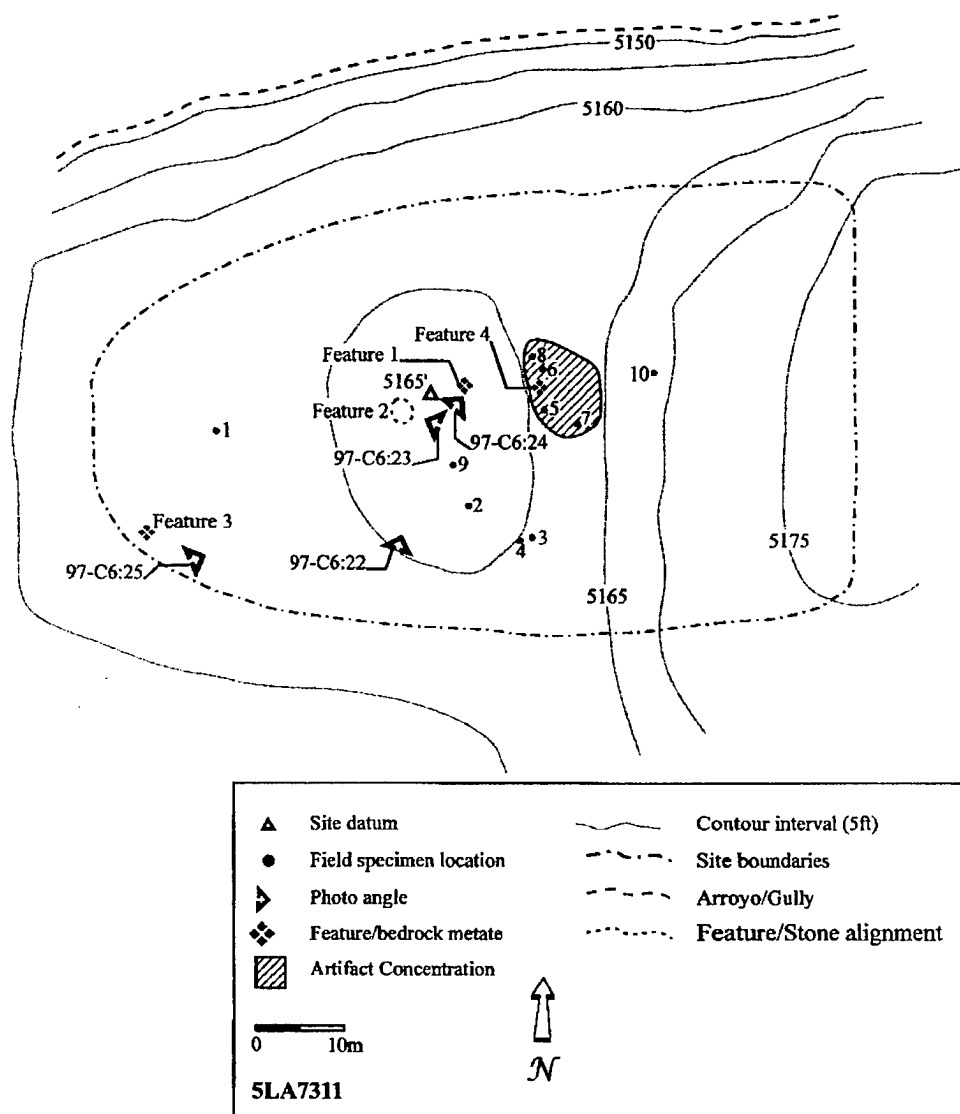 5150
5160
Feature 4
Feature 1
8
6
5165'
10
Feature 2
5
7
1
97-C6:24
97-C6:23
9
2
Feature 3
3
4
5175
97-C6:22
97-C6:25
5165
Site datum
Field specimen location
Photo angle
Feature/bedrock metate
Artifact Concentration
Contour interval (5ft)
Site boundaries
Arroyo/Gully
Feature/Stone alignment
0 10m
N
5LA7311